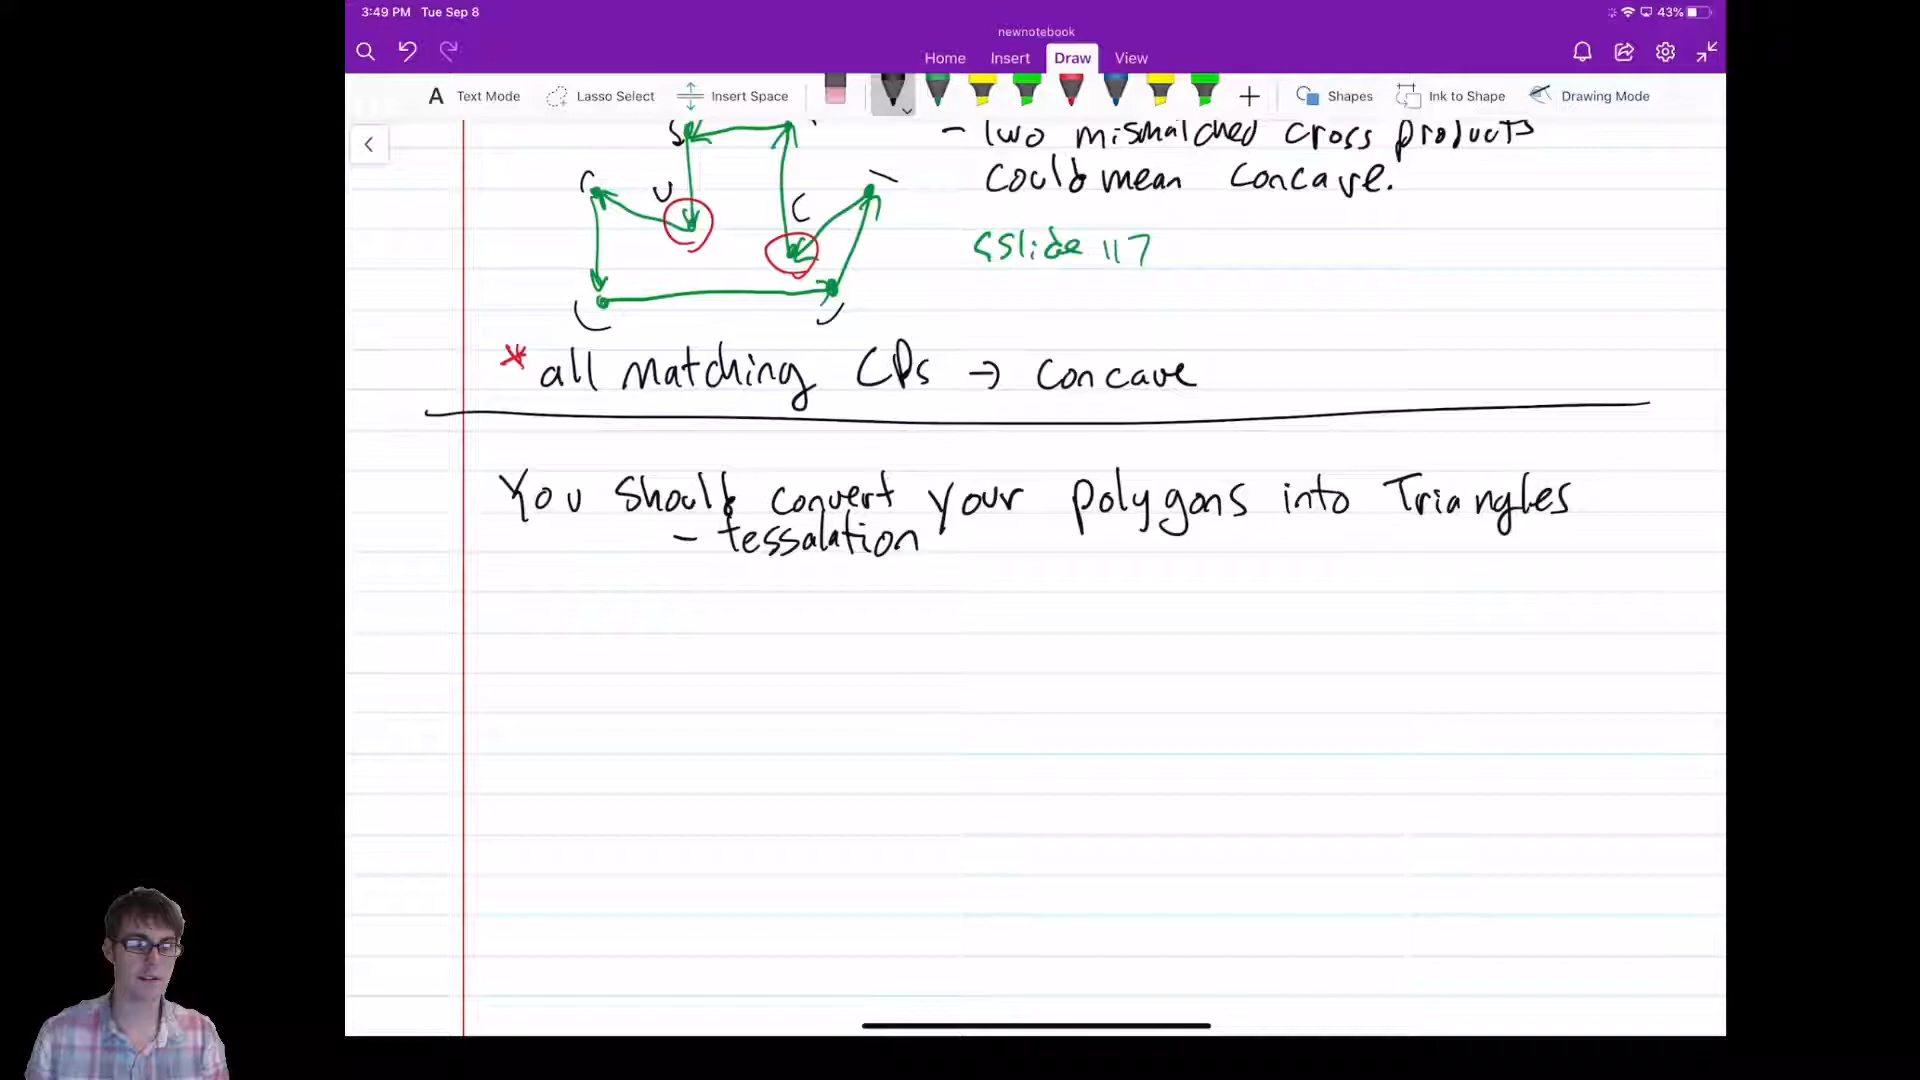 3:49 PM Tue Sep 8
43%
newnotebook
Home Insert Draw View
Text Mode Lasso Select Insert Space Shapes Ink to Shape Drawing Mode
- two mismatched cross products
could mean concave.
Slide 117
* all matching CPs → concave
You should convert your polygons into Triangles
- tessalation